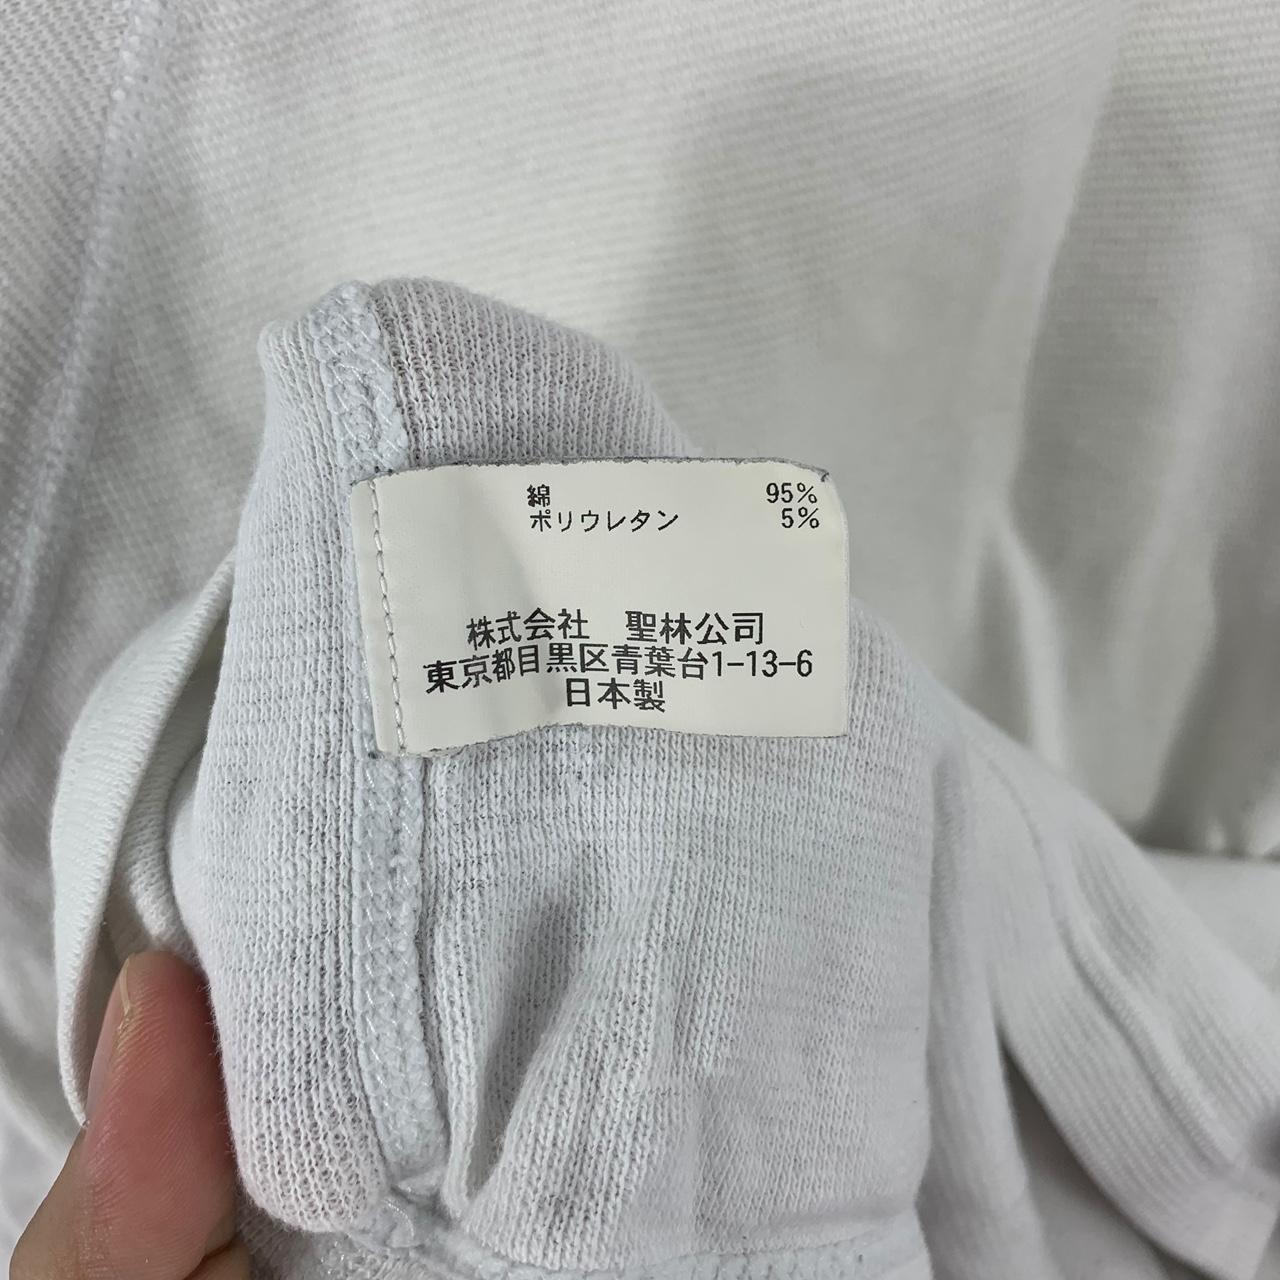 綿 95%
ポリウレタン 5%
株式会社 聖林公司
東京都目黒区青葉台1-13-6
日本製